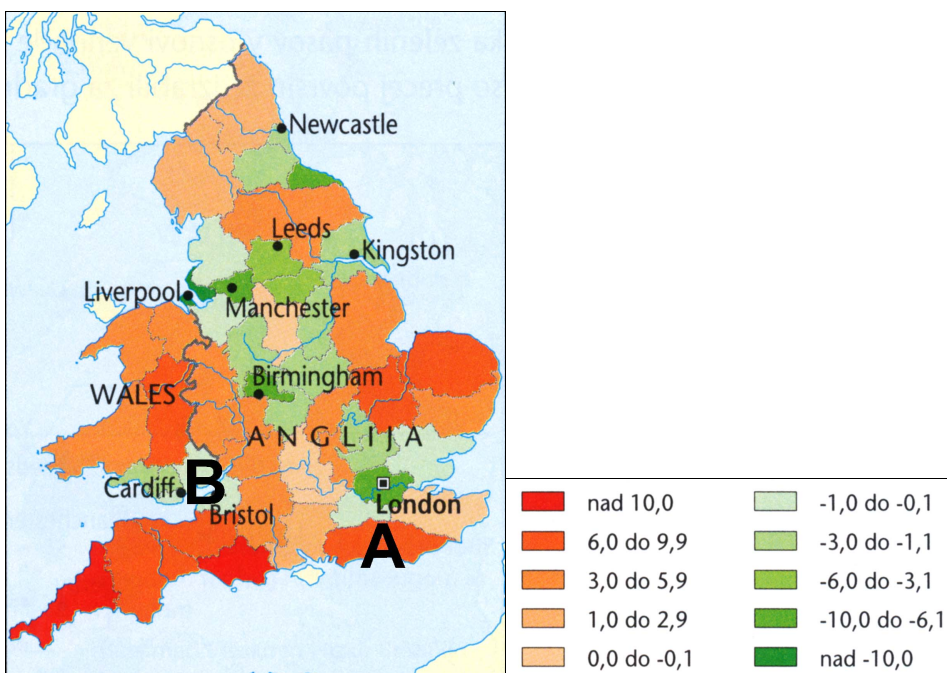 Newcastle
Leeds
Kingston
Liverpool
Manchester
Birmingham
WALES
ANGLIJA
B
Cardiff
London
Bristol
A
nad 10,0
6,0 do 9,9
3,0 do 5,9
1,0 do 2,9
0,0 do -0,1
-1,0 do -0,1
-3,0 do -1,1
-6,0 do -3,1
-10,0 do -6,1
nad -10,0